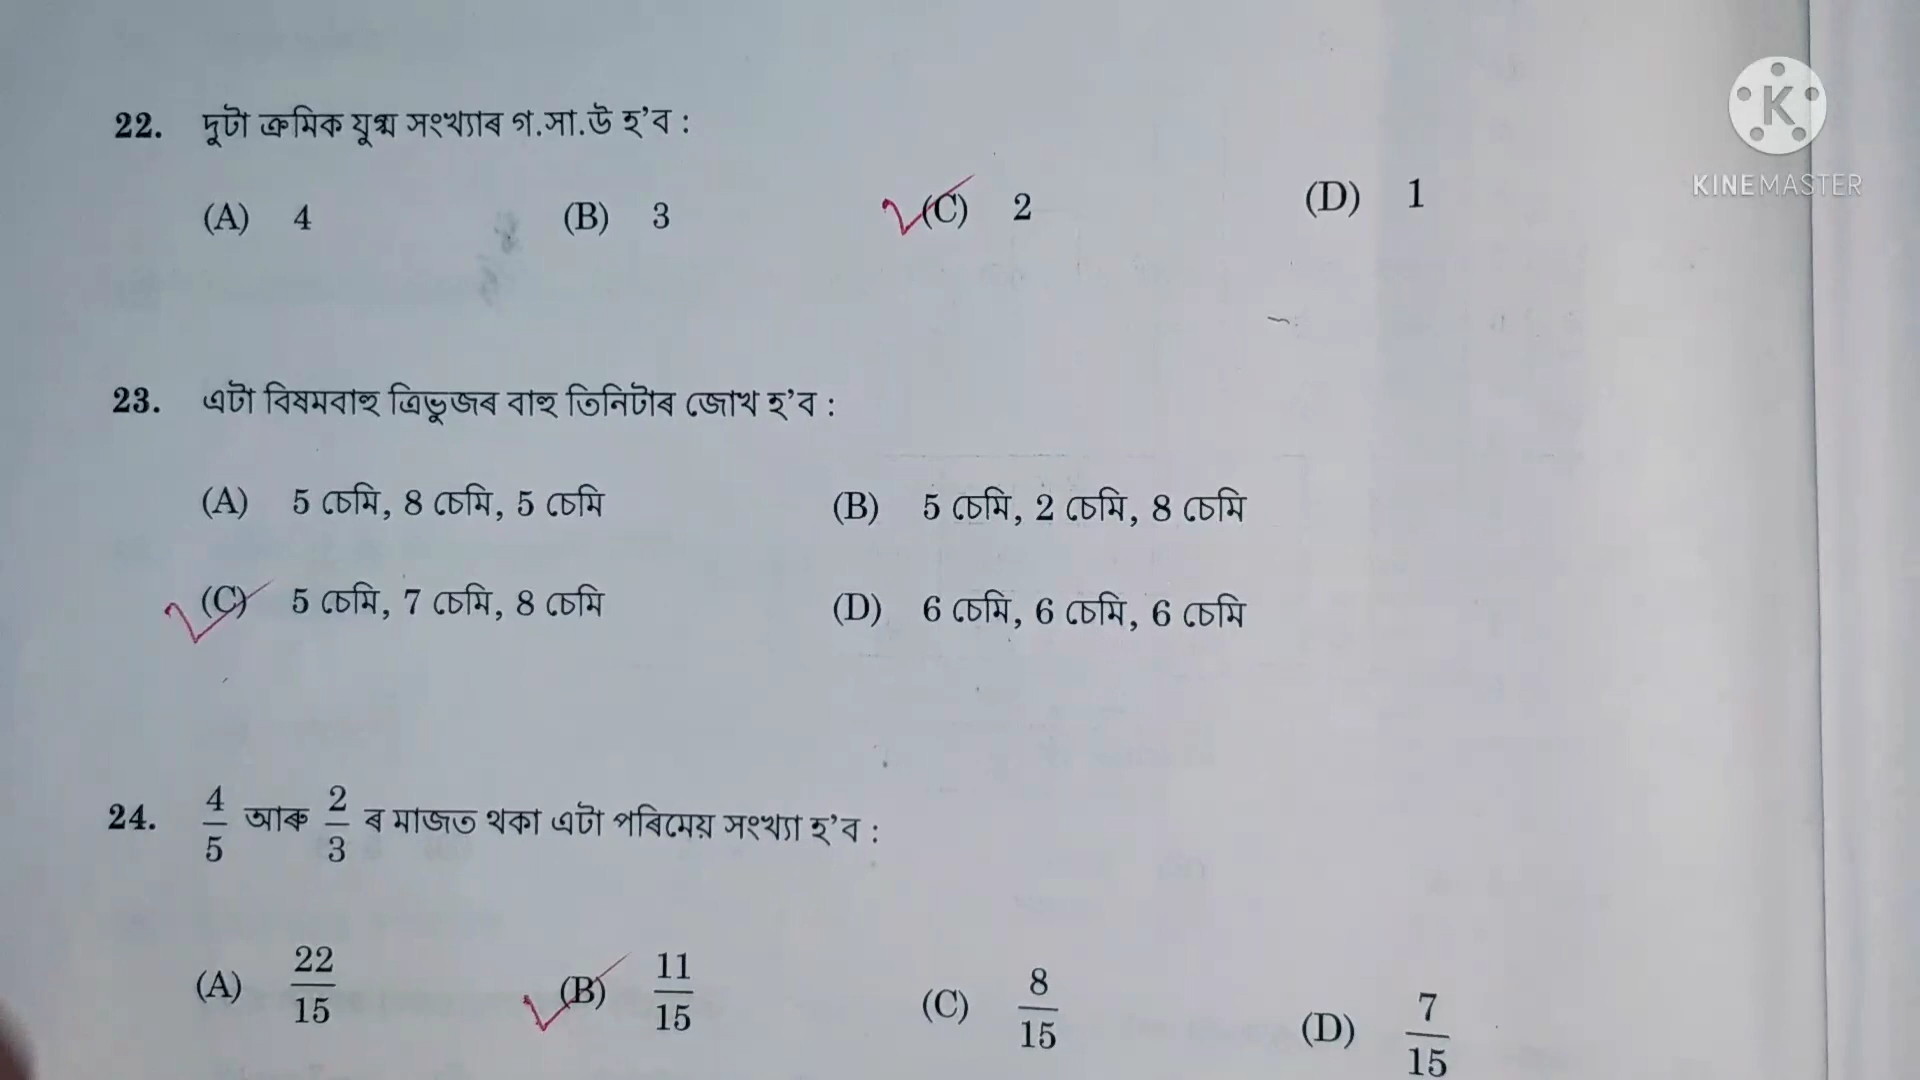 22. দুটা ক্ৰমিক যুগ্ম সংখ্যাৰ গ.সা.উ হ'ব :
(A) 4 (B) 3 (C) 2 (D) 1
K
KINEMASTER
23. এটা বিষমবাহু ত্ৰিভুজৰ বাহু তিনিটাৰ জোখ হ'ব :
(A) 5 চেমি, 8 চেমি, 5 চেমি (B) 5 চেমি, 2 চেমি, 8 চেমি
(C) 5 চেমি, 7 চেমি, 8 চেমি (D) 6 চেমি, 6 চেমি, 6 চেমি
24. 4/5 আৰু 2/3 ৰ মাজত থকা এটা পৰিমেয় সংখ্যা হ'ব :
(A) 22/15 (B) 11/15 (C) 8/15 (D) 7/15